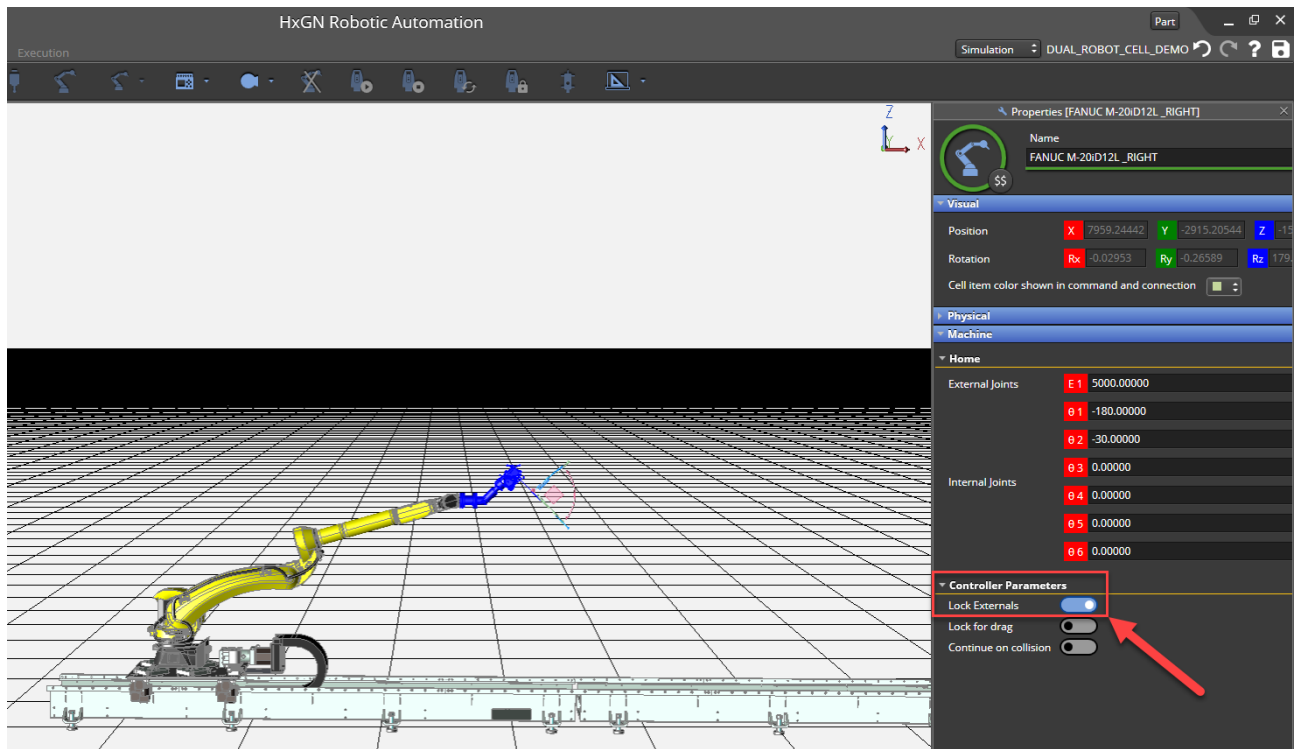 HxGN Robotic Automation
Part
Execution
Simulation DUAL_ROBOT_CELL_DEMO ?
Z
Y X
Properties [FANUC M-20iD12L _RIGHT]
Name
FANUC M-20iD12L _RIGHT
$$
Visual
Position X 7959.24442 Y -2915.20544 Z -15
Rotation Rx -0.02953 Ry -0.26589 Rz 179.
Cell item color shown in command and connection
Physical
Machine
Home
External Joints E 1 5000.00000
θ 1 -180.00000
θ 2 -30.00000
θ 3 0.00000
Internal Joints
θ 4 0.00000
θ 5 0.00000
θ 6 0.00000
Controller Parameters
Lock Externals
Lock for drag
Continue on collision